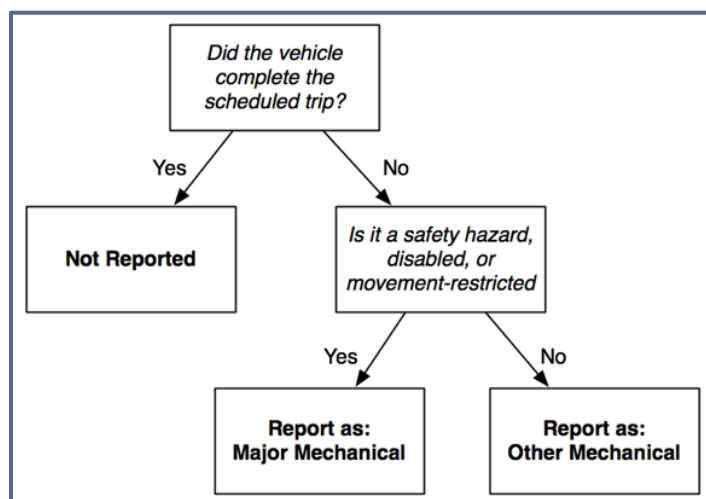 Did the vehicle
complete the
scheduled trip?
Yes
No
Not Reported
Is it a safety hazard,
disabled, or
movement-restricted
Yes
No
Report as:
Major Mechanical
Report as:
Other Mechanical